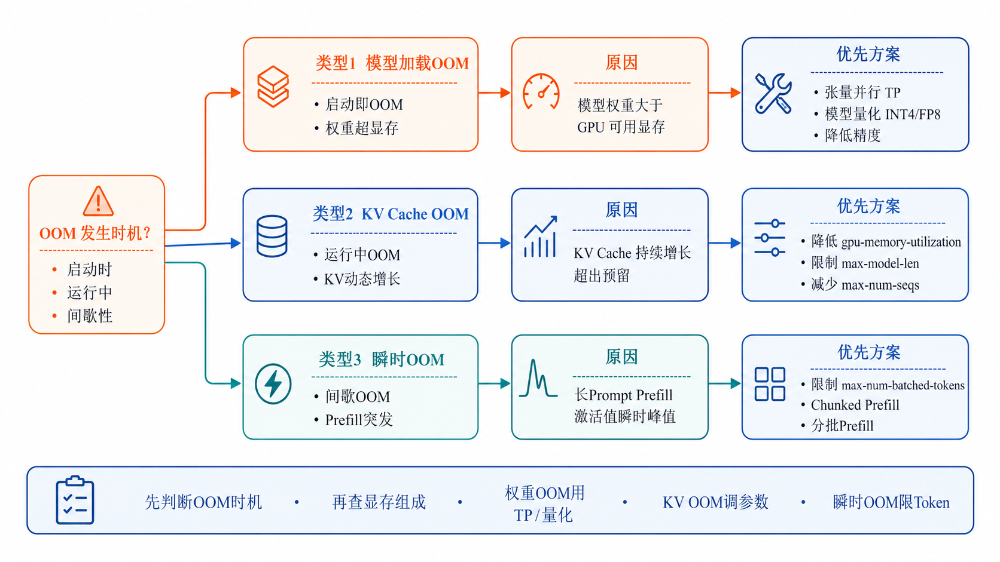 OOM 发生时机？
• 启动时
• 运行中
• 间歇性
类型1 模型加载OOM
• 启动即OOM
• 权重超显存
原因
模型权重大于
GPU 可用显存
优先方案
• 张量并行 TP
• 模型量化 INT4/FP8
• 降低精度
类型2 KV Cache OOM
• 运行中OOM
• KV动态增长
原因
KV Cache 持续增长
超出预留
优先方案
• 降低 gpu-memory-utilization
• 限制 max-model-len
• 减少 max-num-seqs
类型3 瞬时OOM
• 间歇OOM
• Prefill突发
原因
长Prompt Prefill
激活值瞬时峰值
优先方案
• 限制 max-num-batched-tokens
• Chunked Prefill
• 分批Prefill
先判断OOM时机
• 再查显存组成
• 权重OOM用
TP / 量化
• KV OOM调参数
• 瞬时OOM限Token